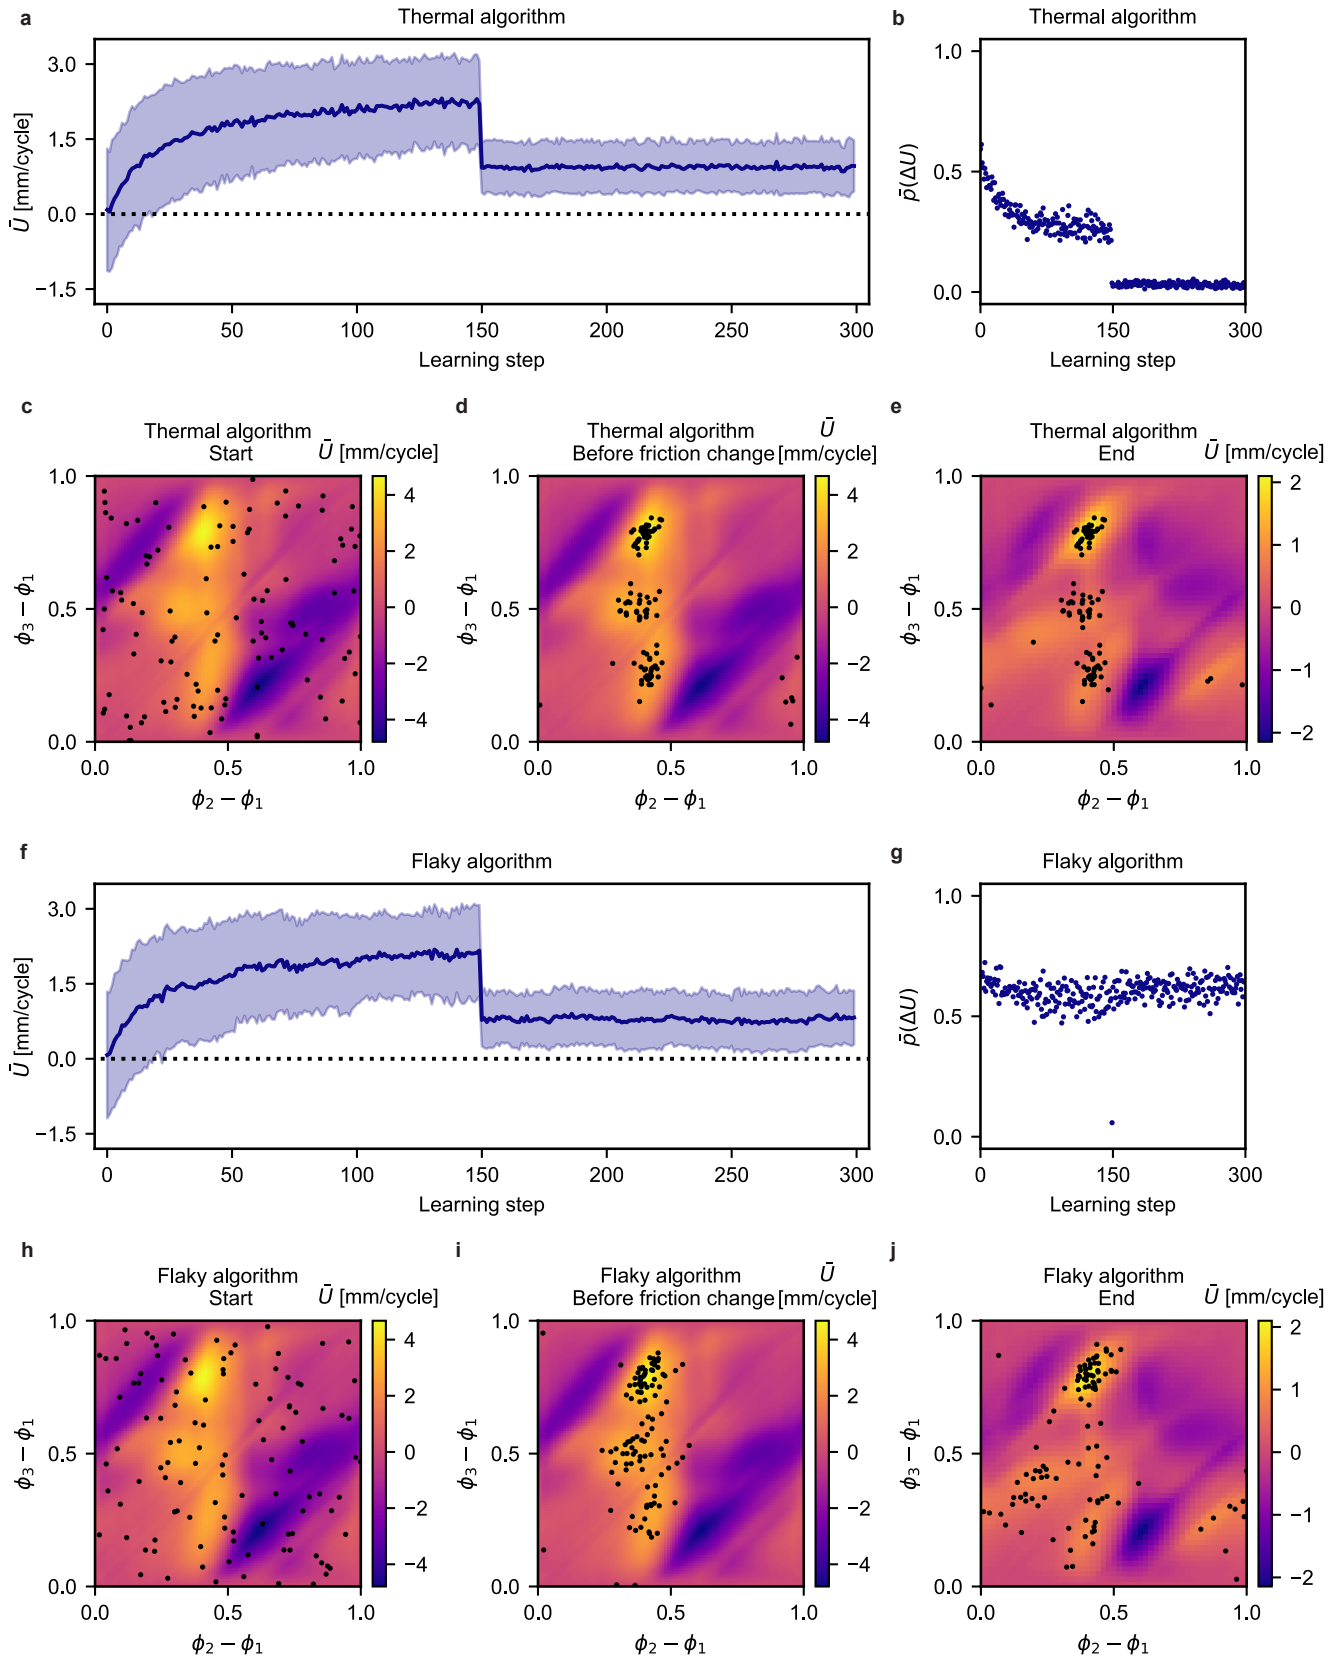 a
Thermal algorithm
b
Thermal algorithm
3.0
1.5
0.0
−1.5
Ū [mm/cycle]
0
50
100
150
200
250
300
Learning step
1.0
0.5
0.0
p̄(ΔU)
0
150
300
Learning step
c
Thermal algorithm
Start
Ū [mm/cycle]
1.0
0.5
0.0
ϕ3 − ϕ1
0.0
0.5
1.0
ϕ2 − ϕ1
4
2
0
−2
−4
d
Thermal algorithm
Before friction change
Ū
[mm/cycle]
1.0
0.5
0.0
ϕ3 − ϕ1
0.0
0.5
1.0
ϕ2 − ϕ1
4
2
0
−2
−4
e
Thermal algorithm
End
Ū [mm/cycle]
1.0
0.5
0.0
ϕ3 − ϕ1
0.0
0.5
1.0
ϕ2 − ϕ1
2
1
0
−1
−2
f
Flaky algorithm
g
Flaky algorithm
3.0
1.5
0.0
−1.5
Ū [mm/cycle]
0
50
100
150
200
250
300
Learning step
1.0
0.5
0.0
p̄(ΔU)
0
150
300
Learning step
h
Flaky algorithm
Start
Ū [mm/cycle]
1.0
0.5
0.0
ϕ3 − ϕ1
0.0
0.5
1.0
ϕ2 − ϕ1
4
2
0
−2
−4
i
Flaky algorithm
Before friction change
Ū
[mm/cycle]
1.0
0.5
0.0
ϕ3 − ϕ1
0.0
0.5
1.0
ϕ2 − ϕ1
4
2
0
−2
−4
j
Flaky algorithm
End
Ū [mm/cycle]
1.0
0.5
0.0
ϕ3 − ϕ1
0.0
0.5
1.0
ϕ2 − ϕ1
2
1
0
−1
−2